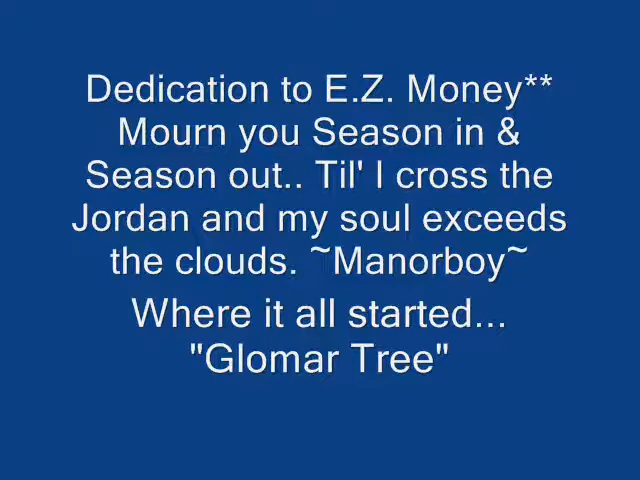 Dedication to E.Z. Money**
Mourn you Season in &
Season out.. Til' I cross the
Jordan and my soul exceeds
the clouds. ~Manorboy~
Where it all started...
"Glomar Tree"